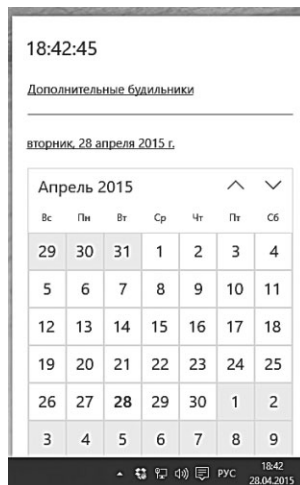 18:42:45
Дополнительные будильники
вторник, 28 апреля 2015 г.
Апрель 2015
Вс Пн Вт Ср Чт Пт Сб
29 30 31 1 2 3 4
5 6 7 8 9 10 11
12 13 14 15 16 17 18
19 20 21 22 23 24 25
26 27 28 29 30 1 2
3 4 5 6 7 8 9
РУС 18:42
28.04.2015